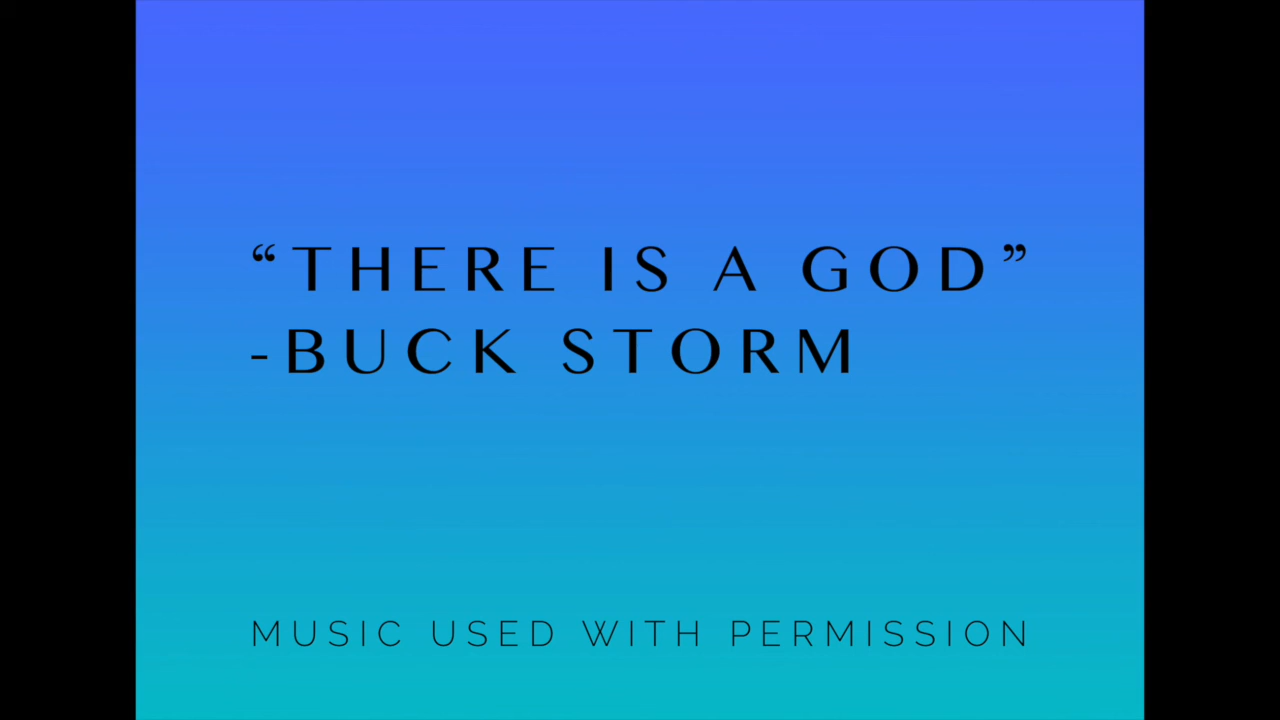 “THERE IS A GOD”
-BUCK STORM
MUSIC USED WITH PERMISSION